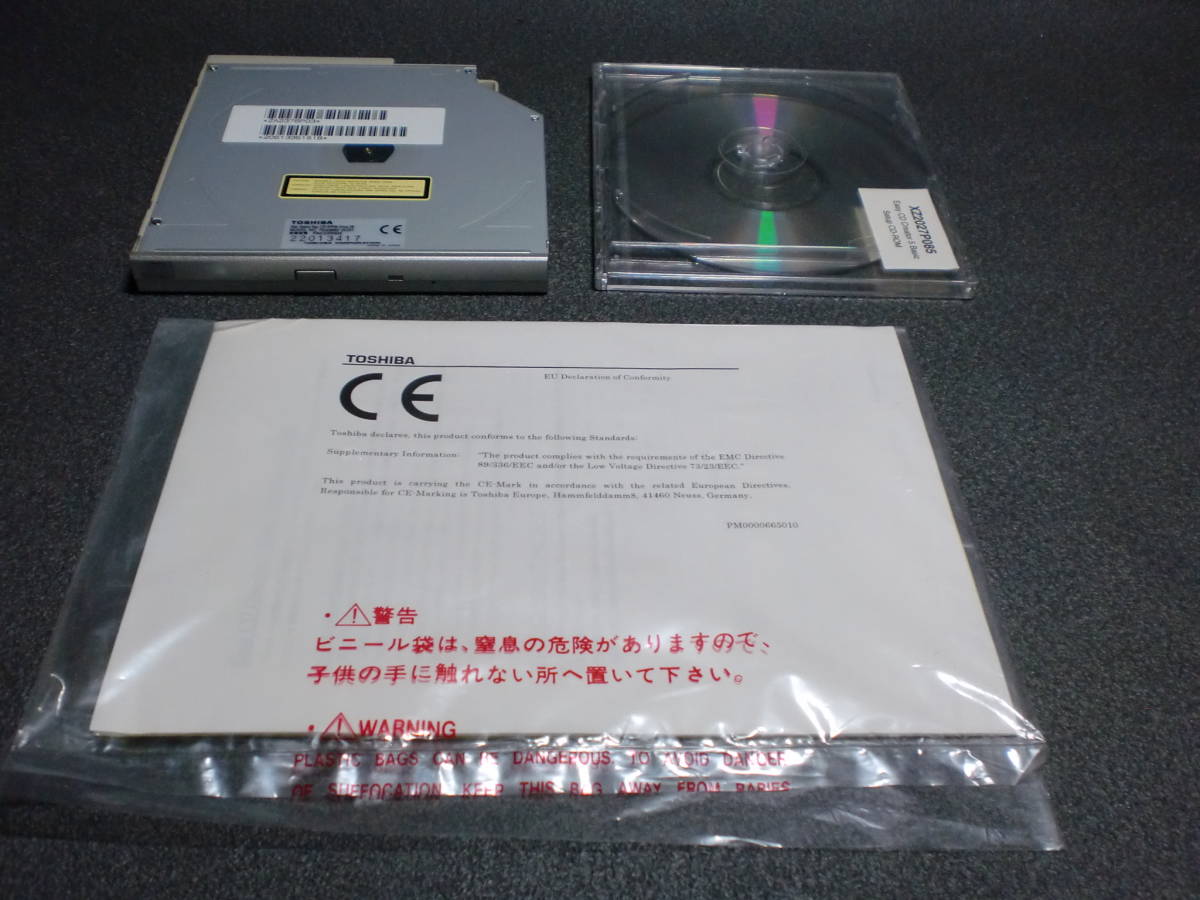 TOSHIBA
22013417
XZ2027P085
Easy CD Creator 5 Basic
Setup CD-ROM
TOSHIBA
CE
EU Declaration of Conformity
Toshiba declares, this product conforms to the following Standards:
Supplementary Information: "The product complies with the requirements of the EMC Directive
89/336/EEC and/or the Low Voltage Directive 73/23/EEC."
This product is carrying the CE-Mark in accordance with the related European Directives.
Responsible for CE-Marking is Toshiba Europe, Hammfelddamm8, 41460 Neuss, Germany.
PM0000665010
・⚠警告
ビニール袋は、窒息の危険がありますので、
子供の手に触れない所へ置いて下さい。
・⚠WARNING
PLASTIC BAGS CAN BE DANGEROUS. TO AVOID DANGER
OF SUFFOCATION KEEP THIS BAG AWAY FROM BABIES